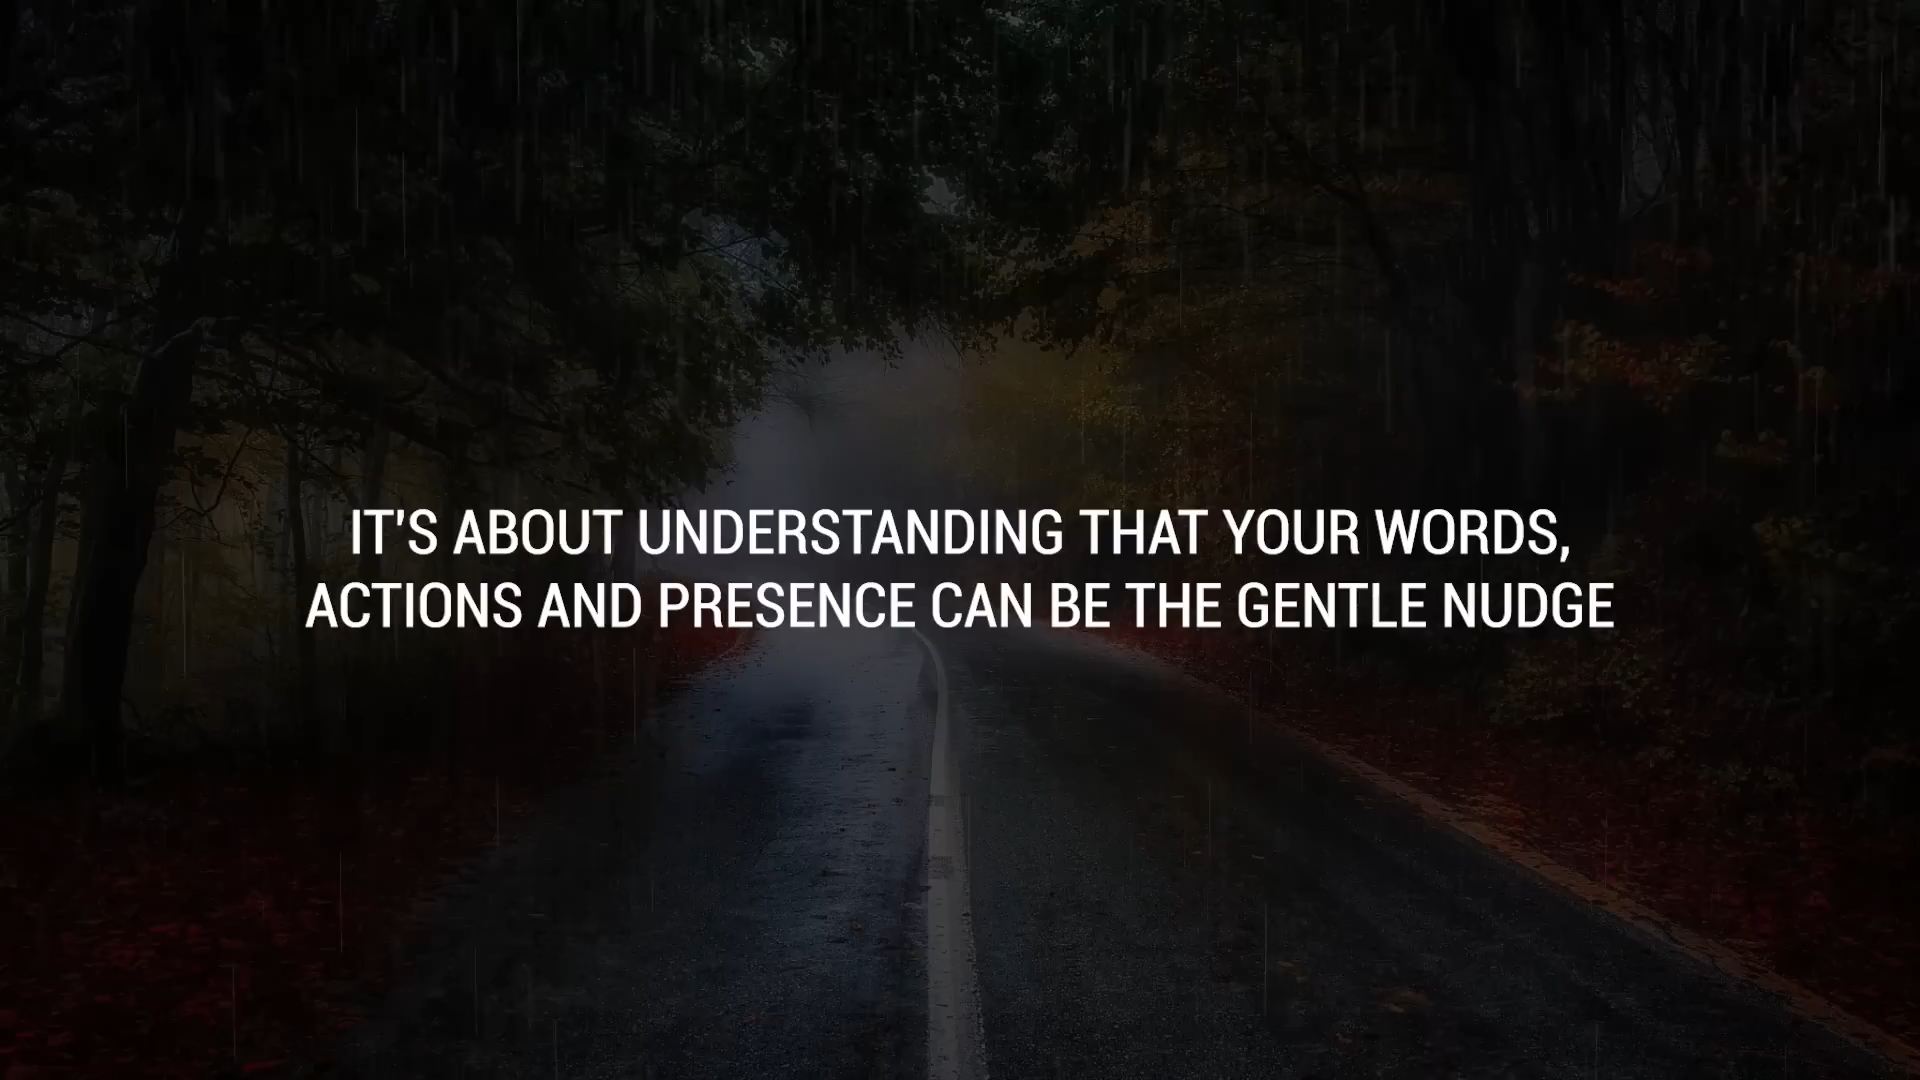 IT'S ABOUT UNDERSTANDING THAT YOUR WORDS,
ACTIONS AND PRESENCE CAN BE THE GENTLE NUDGE